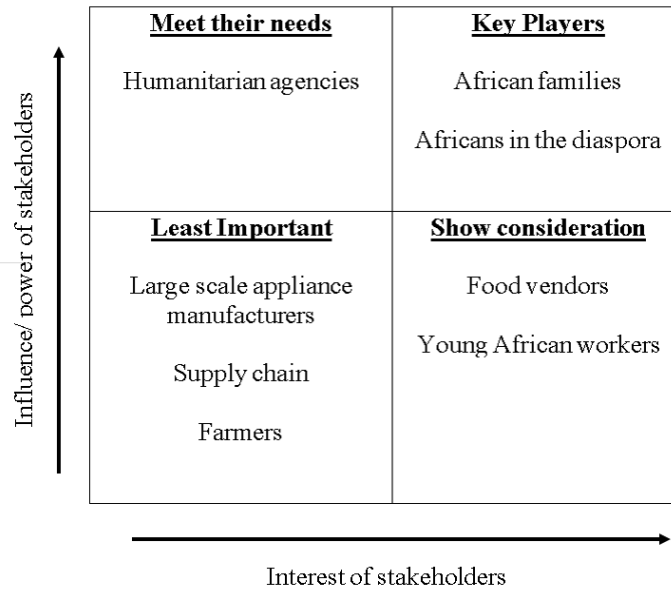 Meet their needs
Humanitarian agencies
Key Players
African families
Africans in the diaspora
Least Important
Large scale appliance
manufacturers
Supply chain
Farmers
Show consideration
Food vendors
Young African workers
Influence/ power of stakeholders
Interest of stakeholders